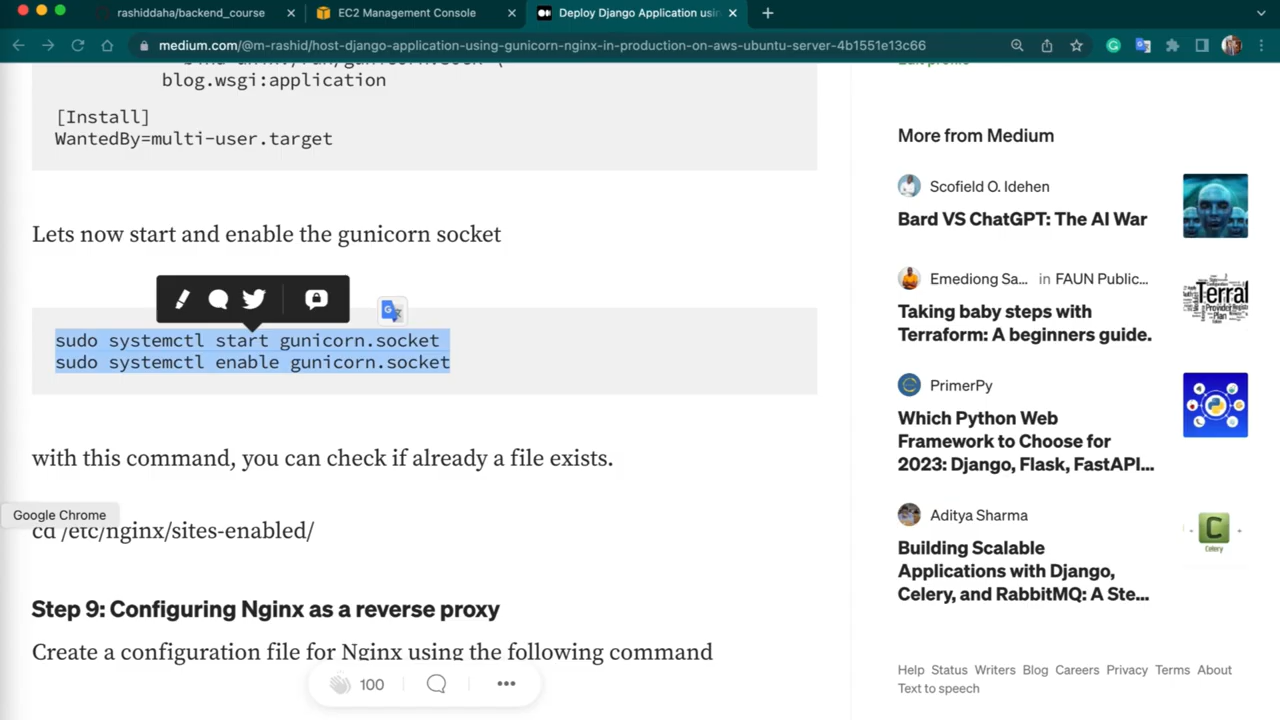 rashiddaha/backend_course
EC2 Management Console
Deploy Django Application usin
medium.com/@m-rashid/host-django-application-using-gunicorn-nginx-in-production-on-aws-ubuntu-server-4b1551e13c66
blog.wsgi:application
[Install]
WantedBy=multi-user.target
Lets now start and enable the gunicorn socket
sudo systemctl start gunicorn.socket
sudo systemctl enable gunicorn.socket
with this command, you can check if already a file exists.
Google Chrome
cd /etc/nginx/sites-enabled/
Step 9: Configuring Nginx as a reverse proxy
Create a configuration file for Nginx using the following command
100
Edit profile
More from Medium
Scofield O. Idehen
Bard VS ChatGPT: The AI War
Emediong Sa... in FAUN Public...
Taking baby steps with
Terraform: A beginners guide.
PrimerPy
Which Python Web
Framework to Choose for
2023: Django, Flask, FastAPI...
Aditya Sharma
Building Scalable
Applications with Django,
Celery, and RabbitMQ: A Ste...
Help Status Writers Blog Careers Privacy Terms About
Text to speech